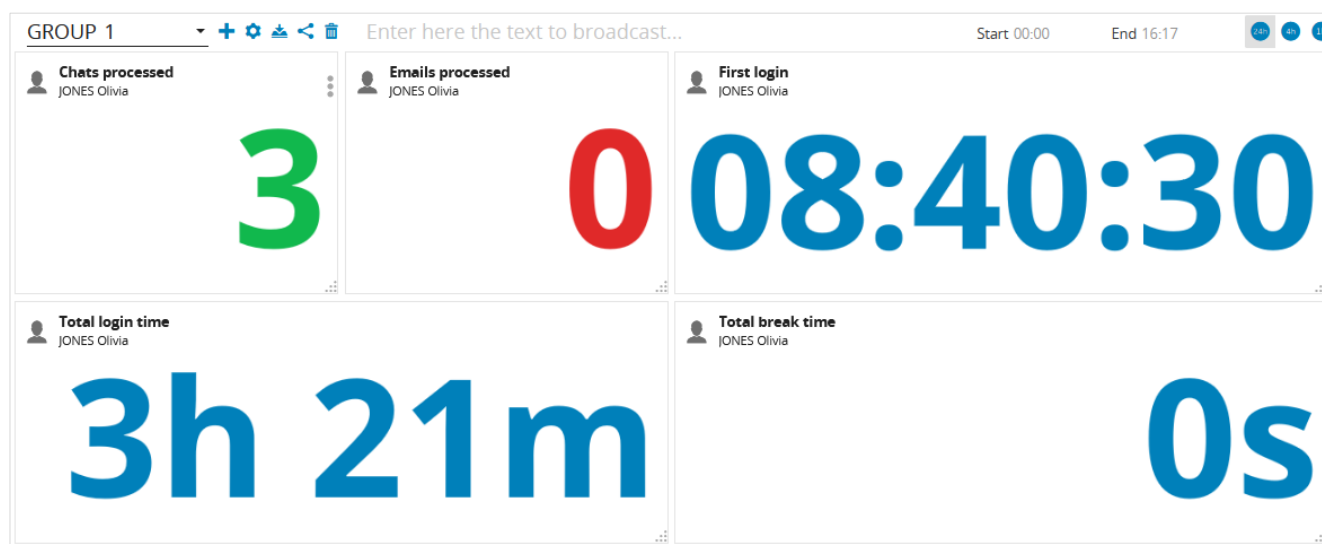 GROUP 1 Enter here the text to broadcast... Start 00:00 End 16:17 24h 4h
Chats processed
JONES Olivia
3
Emails processed
JONES Olivia
0
First login
JONES Olivia
08:40:30
Total login time
JONES Olivia
3h 21m
Total break time
JONES Olivia
0s